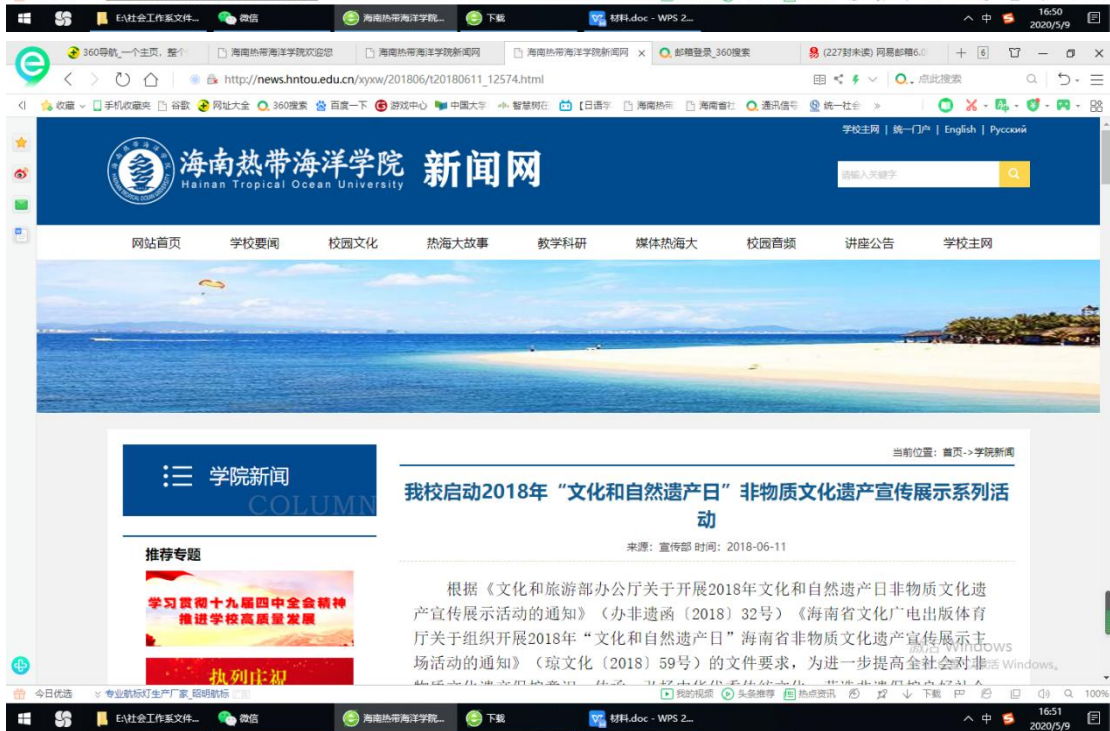 E:\社会工作系文件...
微信
海南热带海洋学院...
下载
材料.doc - WPS 2...
中
16:50
2020/5/9
360导航_一个主页，整个
海南热带海洋学院欢迎您
海南热带海洋学院新闻网
海南热带海洋学院新闻网
邮箱登录_360搜索
(227封未读) 网易邮箱6.0
6
http://news.hntou.edu.cn/xyxw/201806/t20180611_12574.html
点此搜索
收藏
手机收藏夹
谷歌
网址大全
360搜索
百度一下
游戏中心
中国大学
智慧树在
【日语字
海南热带
海南省社
通讯信号
统一社会
»
学校主网 | 统一门户 | English | Русский
海南热带海洋学院 新闻网
Hainan Tropical Ocean University
请输入关键字
网站首页
学校要闻
校园文化
热海大故事
教学科研
媒体热海大
校园音频
讲座公告
学校主网
学院新闻
COLUMN
当前位置：首页->学院新闻
我校启动2018年“文化和自然遗产日”非物质文化遗产宣传展示系列活
动
来源：宣传部 时间：2018-06-11
推荐专题
学习贯彻十九届四中全会精神
推进学校高质量发展
热烈庆祝
根据《文化和旅游部办公厅关于开展2018年文化和自然遗产日非物质文化遗
产宣传展示活动的通知》（办非遗函〔2018〕32号）《海南省文化广电出版体育
厅关于组织开展2018年“文化和自然遗产日”海南省非物质文化遗产宣传展示主
场活动的通知》（琼文化〔2018〕59号）的文件要求，为进一步提高全社会对非
今日优选
专业航标灯生产厂家_昭明航标
我的视频
头条推荐
热点资讯
下载
100%
E:\社会工作系文件...
微信
海南热带海洋学院...
下载
材料.doc - WPS 2...
中
16:51
2020/5/9